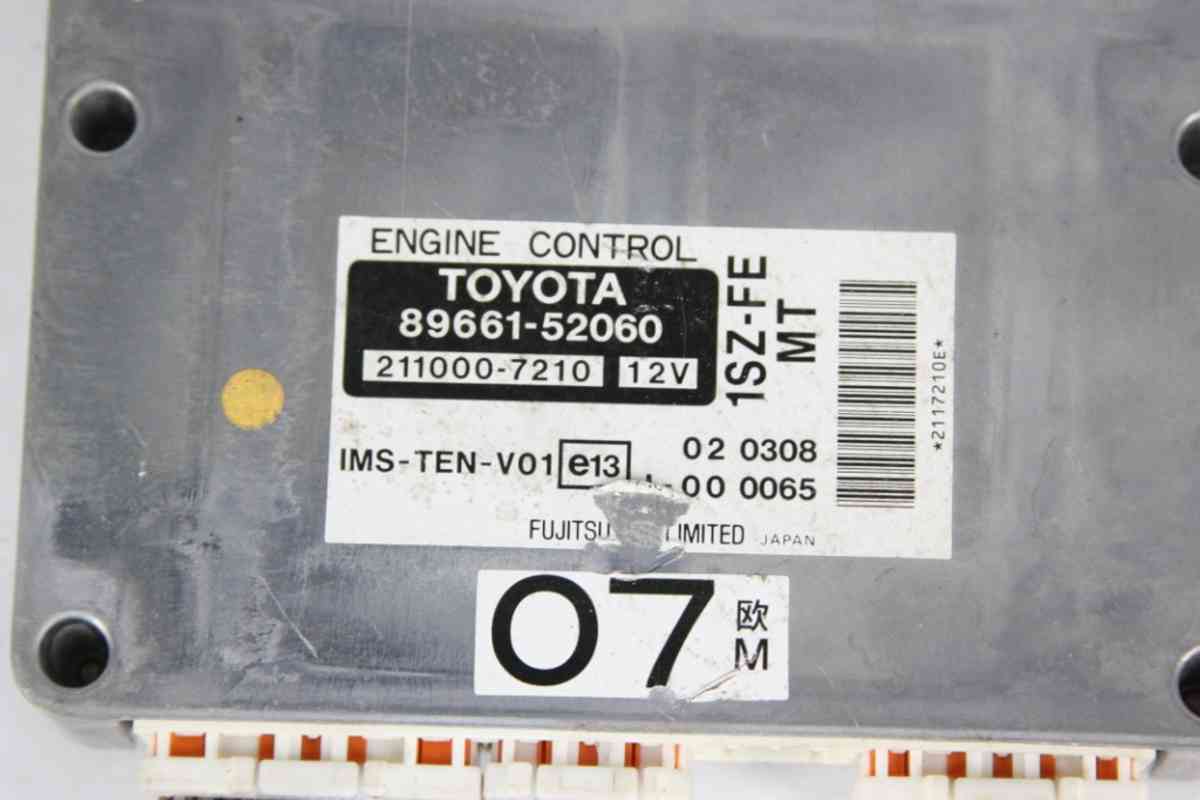 ENGINE CONTROL
TOYOTA
89661-52060
211000-7210 12V
1SZ-FE
MT
*2117210E*
IMS-TEN-V01 e13 02 0308
00 0065
FUJITSU LIMITED JAPAN
07 欧
M